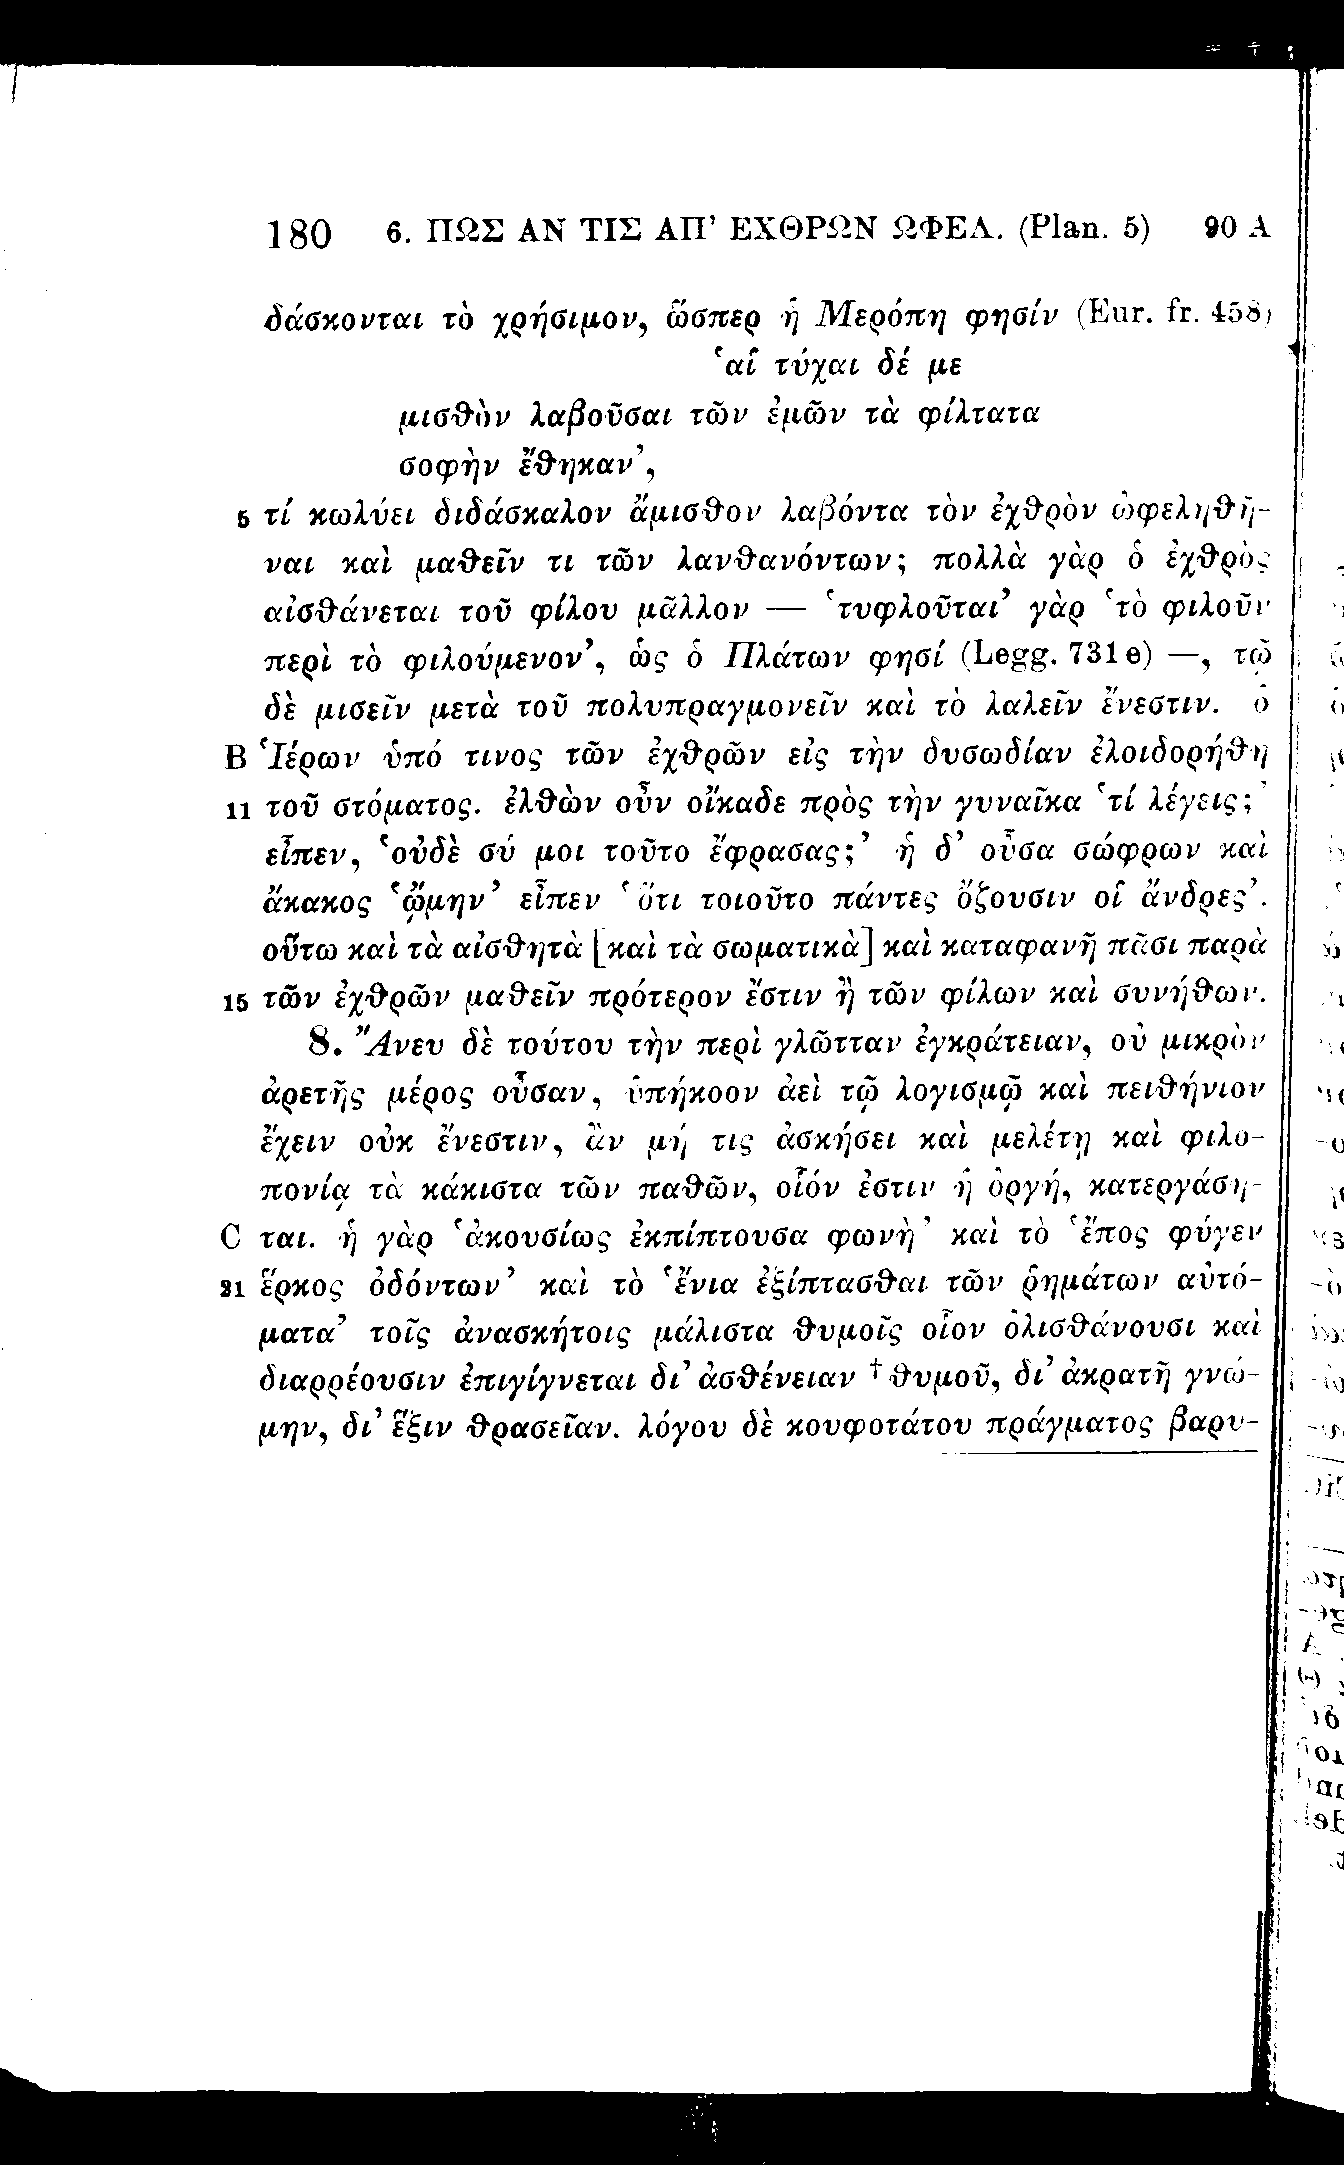 180 6. ΠΩΣ ΑΝ ΤΙΣ ΑΠ’ ΕΧΘΡΩΝ ΩΦΕΛ. (Plan. 5) 90 A
δάσκονται τὸ χρήσιμον, ὥσπερ ἡ Μερόπη φησίν (Eur. fr. 458)
‘αἱ τύχαι δέ με
μισθὸν λαβοῦσαι τῶν ἐμῶν τὰ φίλτατα
σοφὴν ἔθηκαν’,
5 τί κωλύει διδάσκαλον ἄμισθον λαβόντα τὸν ἐχθρὸν ὠφεληθῆ-
ναι καὶ μαθεῖν τι τῶν λανθανόντων; πολλὰ γὰρ ὁ ἐχθρὸς
αἰσθάνεται τοῦ φίλου μᾶλλον — ‘τυφλοῦται’ γὰρ ‘τὸ φιλοῦν
περὶ τὸ φιλούμενον’, ὡς ὁ Πλάτων φησί (Legg. 731 e) —, τῷ
δὲ μισεῖν μετὰ τοῦ πολυπραγμονεῖν καὶ τὸ λαλεῖν ἔνεστιν. ὁ
B Ἱέρων ὑπό τινος τῶν ἐχθρῶν εἰς τὴν δυσωδίαν ἐλοιδορήθη
11 τοῦ στόματος. ἐλθὼν οὖν οἴκαδε πρὸς τὴν γυναῖκα ‘τί λέγεις;’
εἶπεν, ‘οὐδὲ σύ μοι τοῦτο ἔφρασας;’ ἡ δ’ οὖσα σώφρων καὶ
ἄκακος ‘ᾤμην’ εἶπεν ‘ὅτι τοιοῦτο πάντες ὄζουσιν οἱ ἄνδρες’.
οὕτω καὶ τὰ αἰσθητὰ [καὶ τὰ σωματικὰ] καὶ καταφανῆ πᾶσι παρὰ
15 τῶν ἐχθρῶν μαθεῖν πρότερον ἔστιν ἢ τῶν φίλων καὶ συνήθων.
8. Ἄνευ δὲ τούτου τὴν περὶ γλῶτταν ἐγκράτειαν, οὐ μικρὸν
ἀρετῆς μέρος οὖσαν, ὑπήκοον ἀεὶ τῷ λογισμῷ καὶ πειθήνιον
ἔχειν οὐκ ἔνεστιν, ἂν μή τις ἀσκήσει καὶ μελέτῃ καὶ φιλο-
πονίᾳ τὰ κάκιστα τῶν παθῶν, οἷόν ἐστιν ἡ ὀργή, κατεργάση-
C ται. ἡ γὰρ ‘ἀκουσίως ἐκπίπτουσα φωνὴ’ καὶ τὸ ‘ἔπος φύγεν
21 ἕρκος ὀδόντων’ καὶ τὸ ‘ἔνια ἐξίπτασθαι τῶν ῥημάτων αὐτό-
ματα’ τοῖς ἀνασκήτοις μάλιστα θυμοῖς οἷον ὀλισθάνουσι καὶ
διαρρέουσιν ἐπιγίγνεται δι’ ἀσθένειαν † θυμοῦ, δι’ ἀκρατῆ γνώ-
μην, δι’ ἕξιν θρασεῖαν. λόγου δὲ κουφοτάτου πράγματος βαρυ-